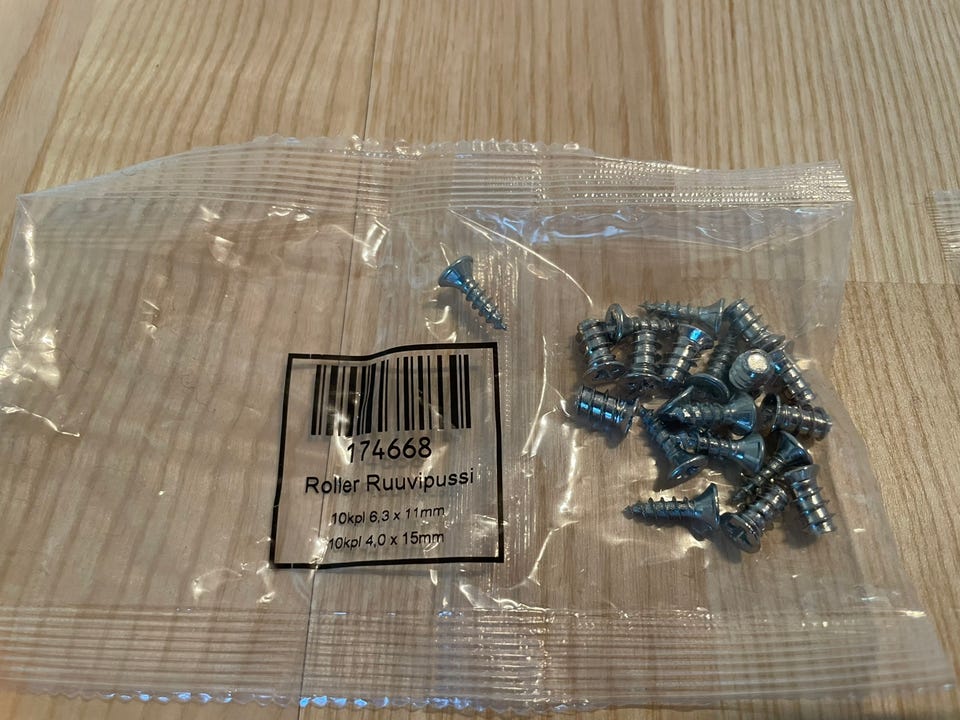 174668
Roller Ruuvipussi
10kpl 6,3 x 11mm
10kpl 4,0 x 15mm